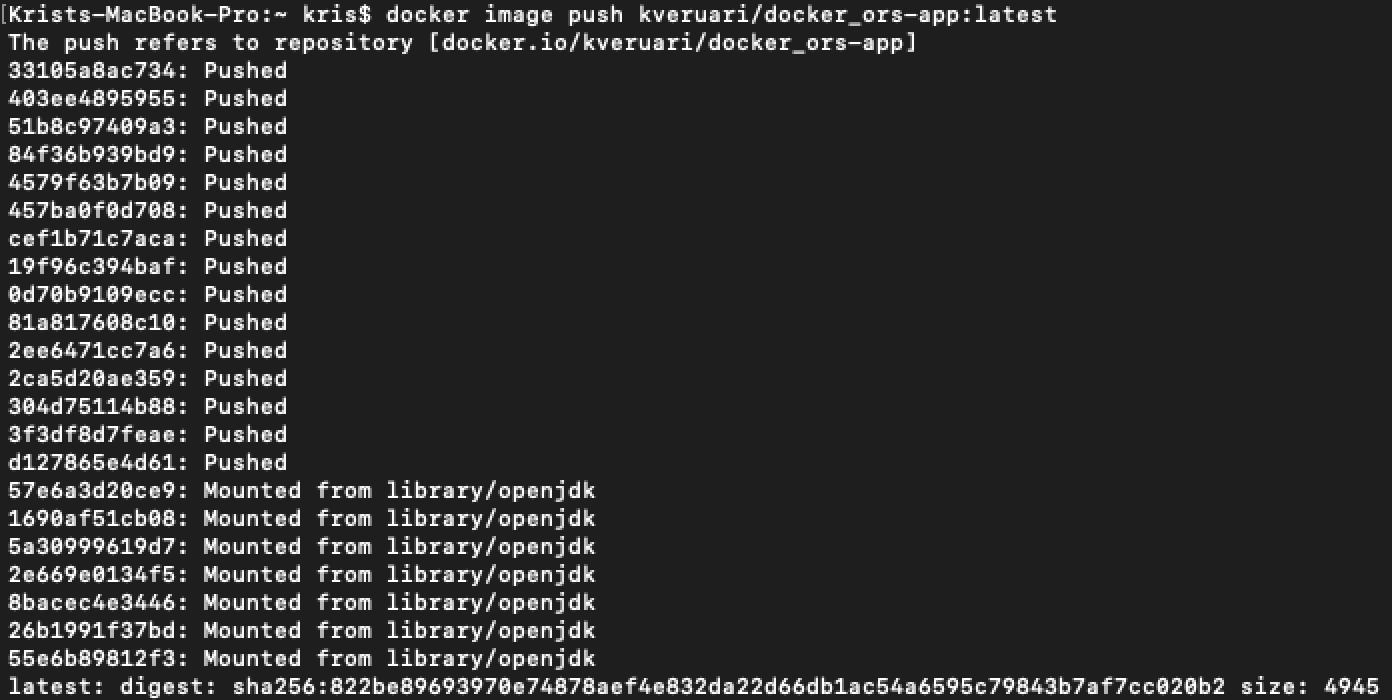 [Krists-MacBook-Pro:~ kris$ docker image push kveruari/docker_ors-app:latest
The push refers to repository [docker.io/kveruari/docker_ors-app]
33105a8ac734: Pushed
403ee4895955: Pushed
51b8c97409a3: Pushed
84f36b939bd9: Pushed
4579f63b7b09: Pushed
457ba0f0d708: Pushed
cef1b71c7aca: Pushed
19f96c394baf: Pushed
0d70b9109ecc: Pushed
81a817608c10: Pushed
2ee6471cc7a6: Pushed
2ca5d20ae359: Pushed
304d75114b88: Pushed
3f3df8d7feae: Pushed
d127865e4d61: Pushed
57e6a3d20ce9: Mounted from library/openjdk
1690af51cb08: Mounted from library/openjdk
5a30999619d7: Mounted from library/openjdk
2e669e0134f5: Mounted from library/openjdk
8bacec4e3446: Mounted from library/openjdk
26b1991f37bd: Mounted from library/openjdk
55e6b89812f3: Mounted from library/openjdk
latest: digest: sha256:822be89693970e74878aef4e832da22d66db1ac54a6595c79843b7af7cc020b2 size: 4945